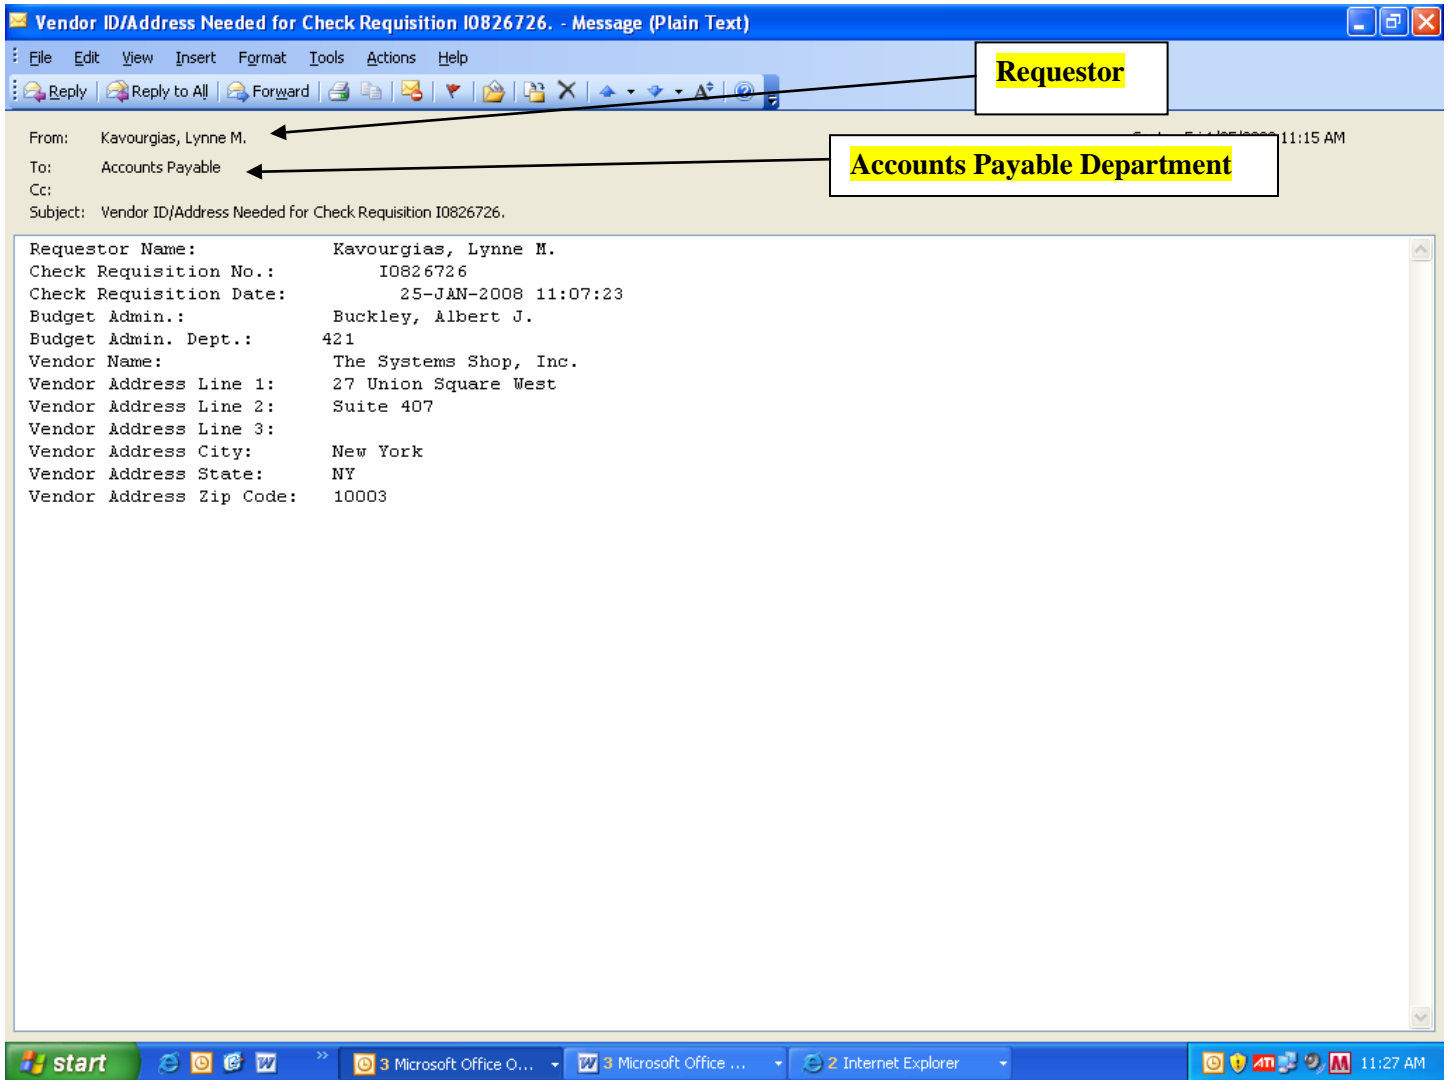 Vendor ID/Address Needed for Check Requisition I0826726. - Message (Plain Text)
File Edit View Insert Format Tools Actions Help
Requestor
Reply Reply to All Forward
From: Kavourgias, Lynne M.
11:15 AM
To: Accounts Payable
Accounts Payable Department
Cc:
Subject: Vendor ID/Address Needed for Check Requisition I0826726.
Requestor Name: Kavourgias, Lynne M.
Check Requisition No.: I0826726
Check Requisition Date: 25-JAN-2008 11:07:23
Budget Admin.: Buckley, Albert J.
Budget Admin. Dept.: 421
Vendor Name: The Systems Shop, Inc.
Vendor Address Line 1: 27 Union Square West
Vendor Address Line 2: Suite 407
Vendor Address Line 3:
Vendor Address City: New York
Vendor Address State: NY
Vendor Address Zip Code: 10003
start 3 Microsoft Office O... 3 Microsoft Office ... 2 Internet Explorer ATI 11:27 AM